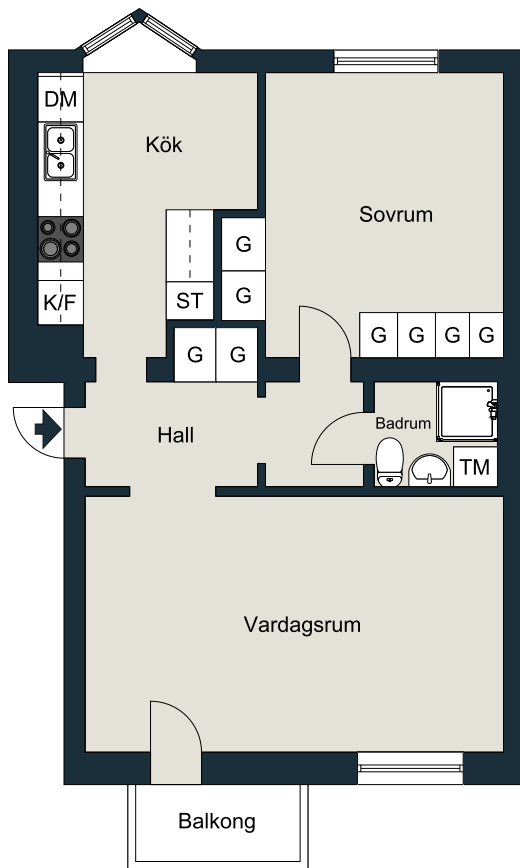 DM
Kök
Sovrum
G
G
K/F
ST
G
G
G
G
G
G
Badrum
Hall
TM
Vardagsrum
Balkong